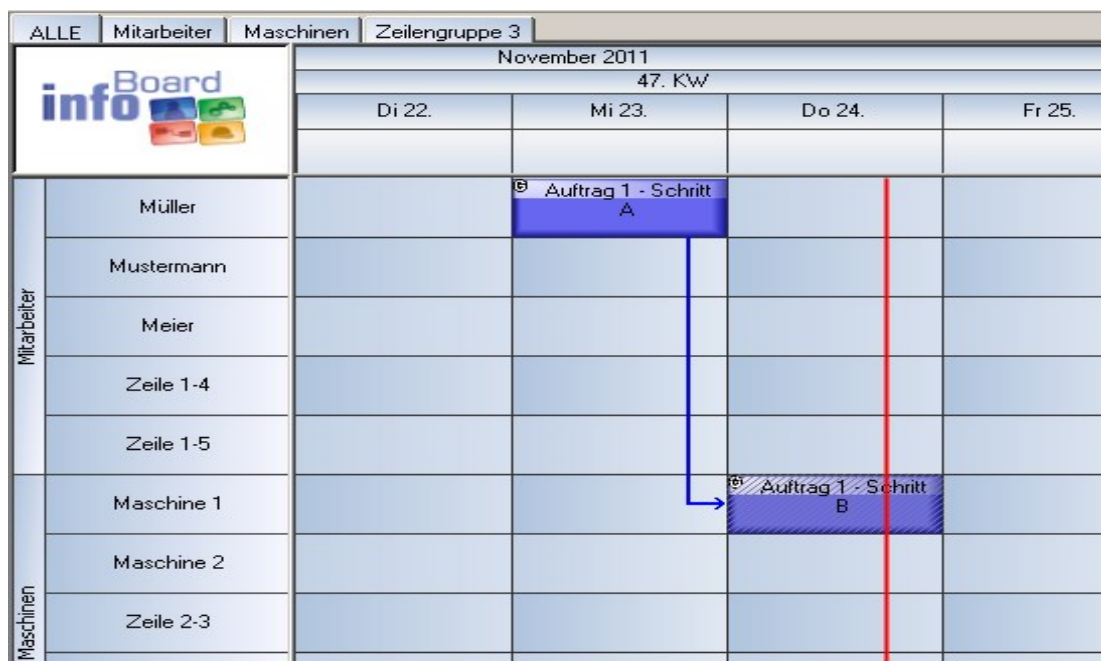 ALLE Mitarbeiter Maschinen Zeilengruppe 3
infoBoard
November 2011
47. KW
Di 22. Mi 23. Do 24. Fr 25.
Mitarbeiter
Müller
G Auftrag 1 - Schritt
A
Mustermann
Meier
Zeile 1-4
Zeile 1-5
Maschinen
Maschine 1
G Auftrag 1 - Schritt
B
Maschine 2
Zeile 2-3